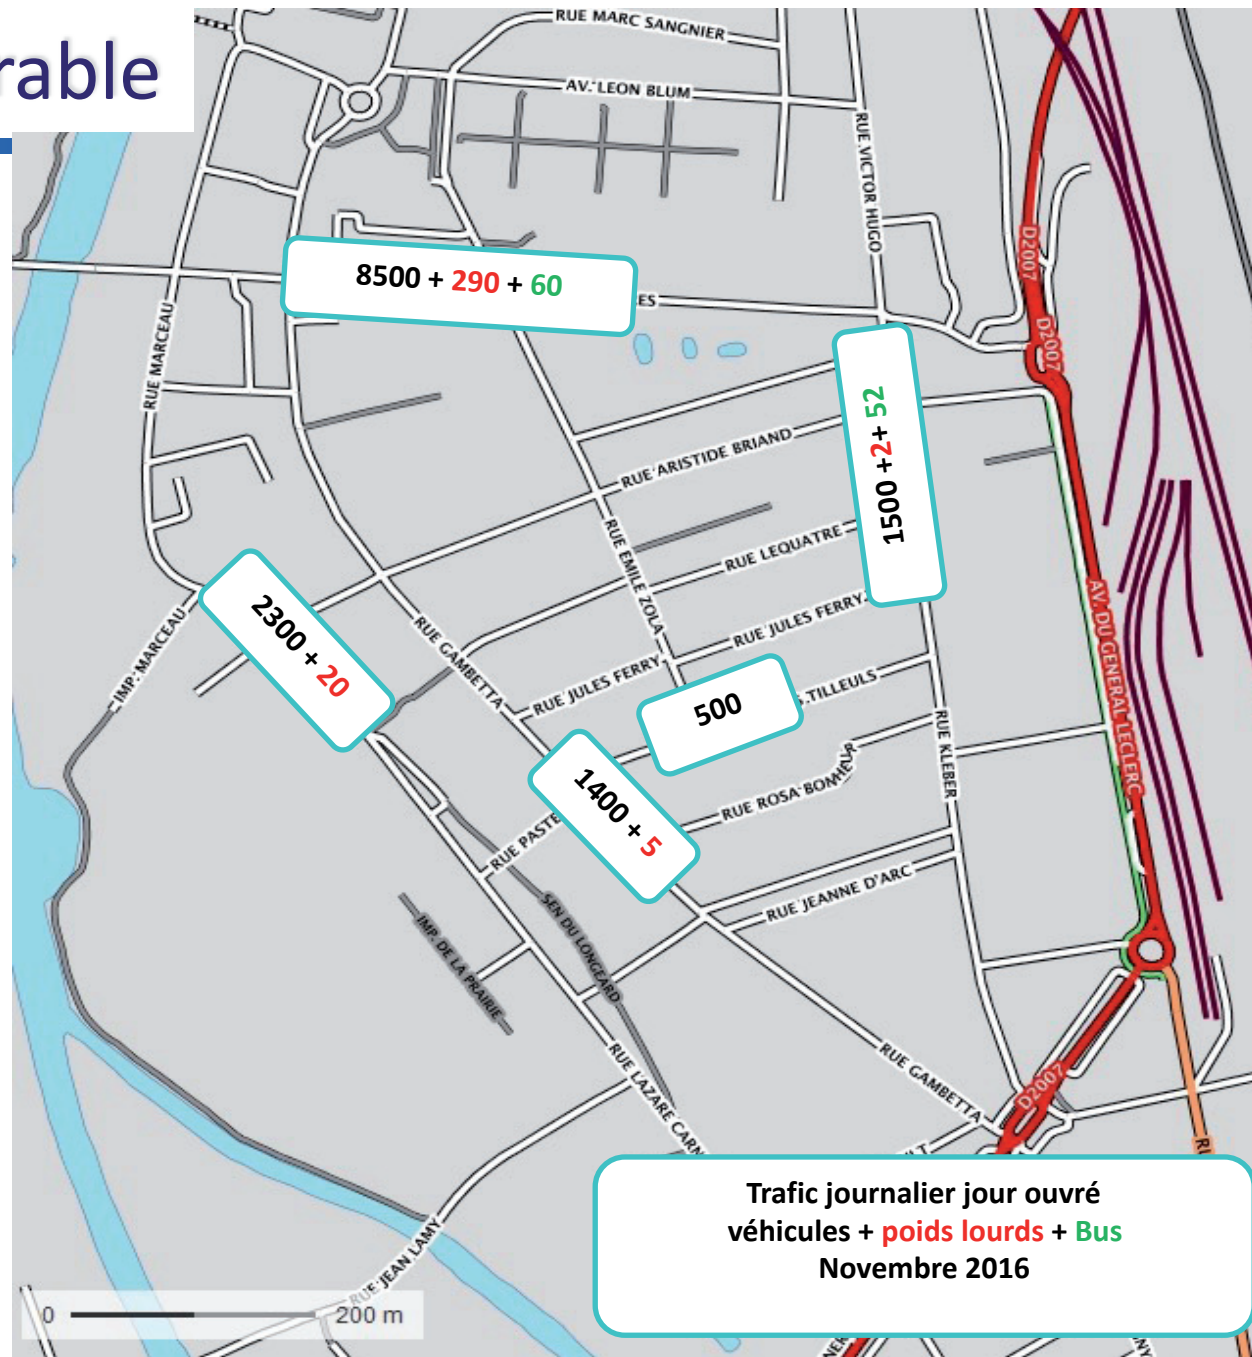 rable
RUE MARC SANGNIER
AV. LEON BLUM
RUE VICTOR HUGO
D2007
8500 + 290 + 60
ES
D2007
RUE MARCEAU
1500 +2+ 52
RUE ARISTIDE BRIAND
RUE EMILE ZOLA
RUE LEQUATRE
2300 + 20
RUE JULES FERRY
AV. DU GENERAL LECLERC
IMP. MARCEAU
RUE GAMBETTA
RUE JULES FERRY
500
S TILLEULS
RUE KLEBER
1400 + 5
RUE ROSA BONHEUR
RUE PASTE
RUE JEANNE D'ARC
SEN DU LONGEARD
IMP. DE LA PRAIRIE
RUE LAZARE CARN
RUE GAMBETTA
D2007
LT
RU
Trafic journalier jour ouvré
véhicules + poids lourds + Bus
Novembre 2016
RUE JEAN LAMY
0 200 m
NER
NY